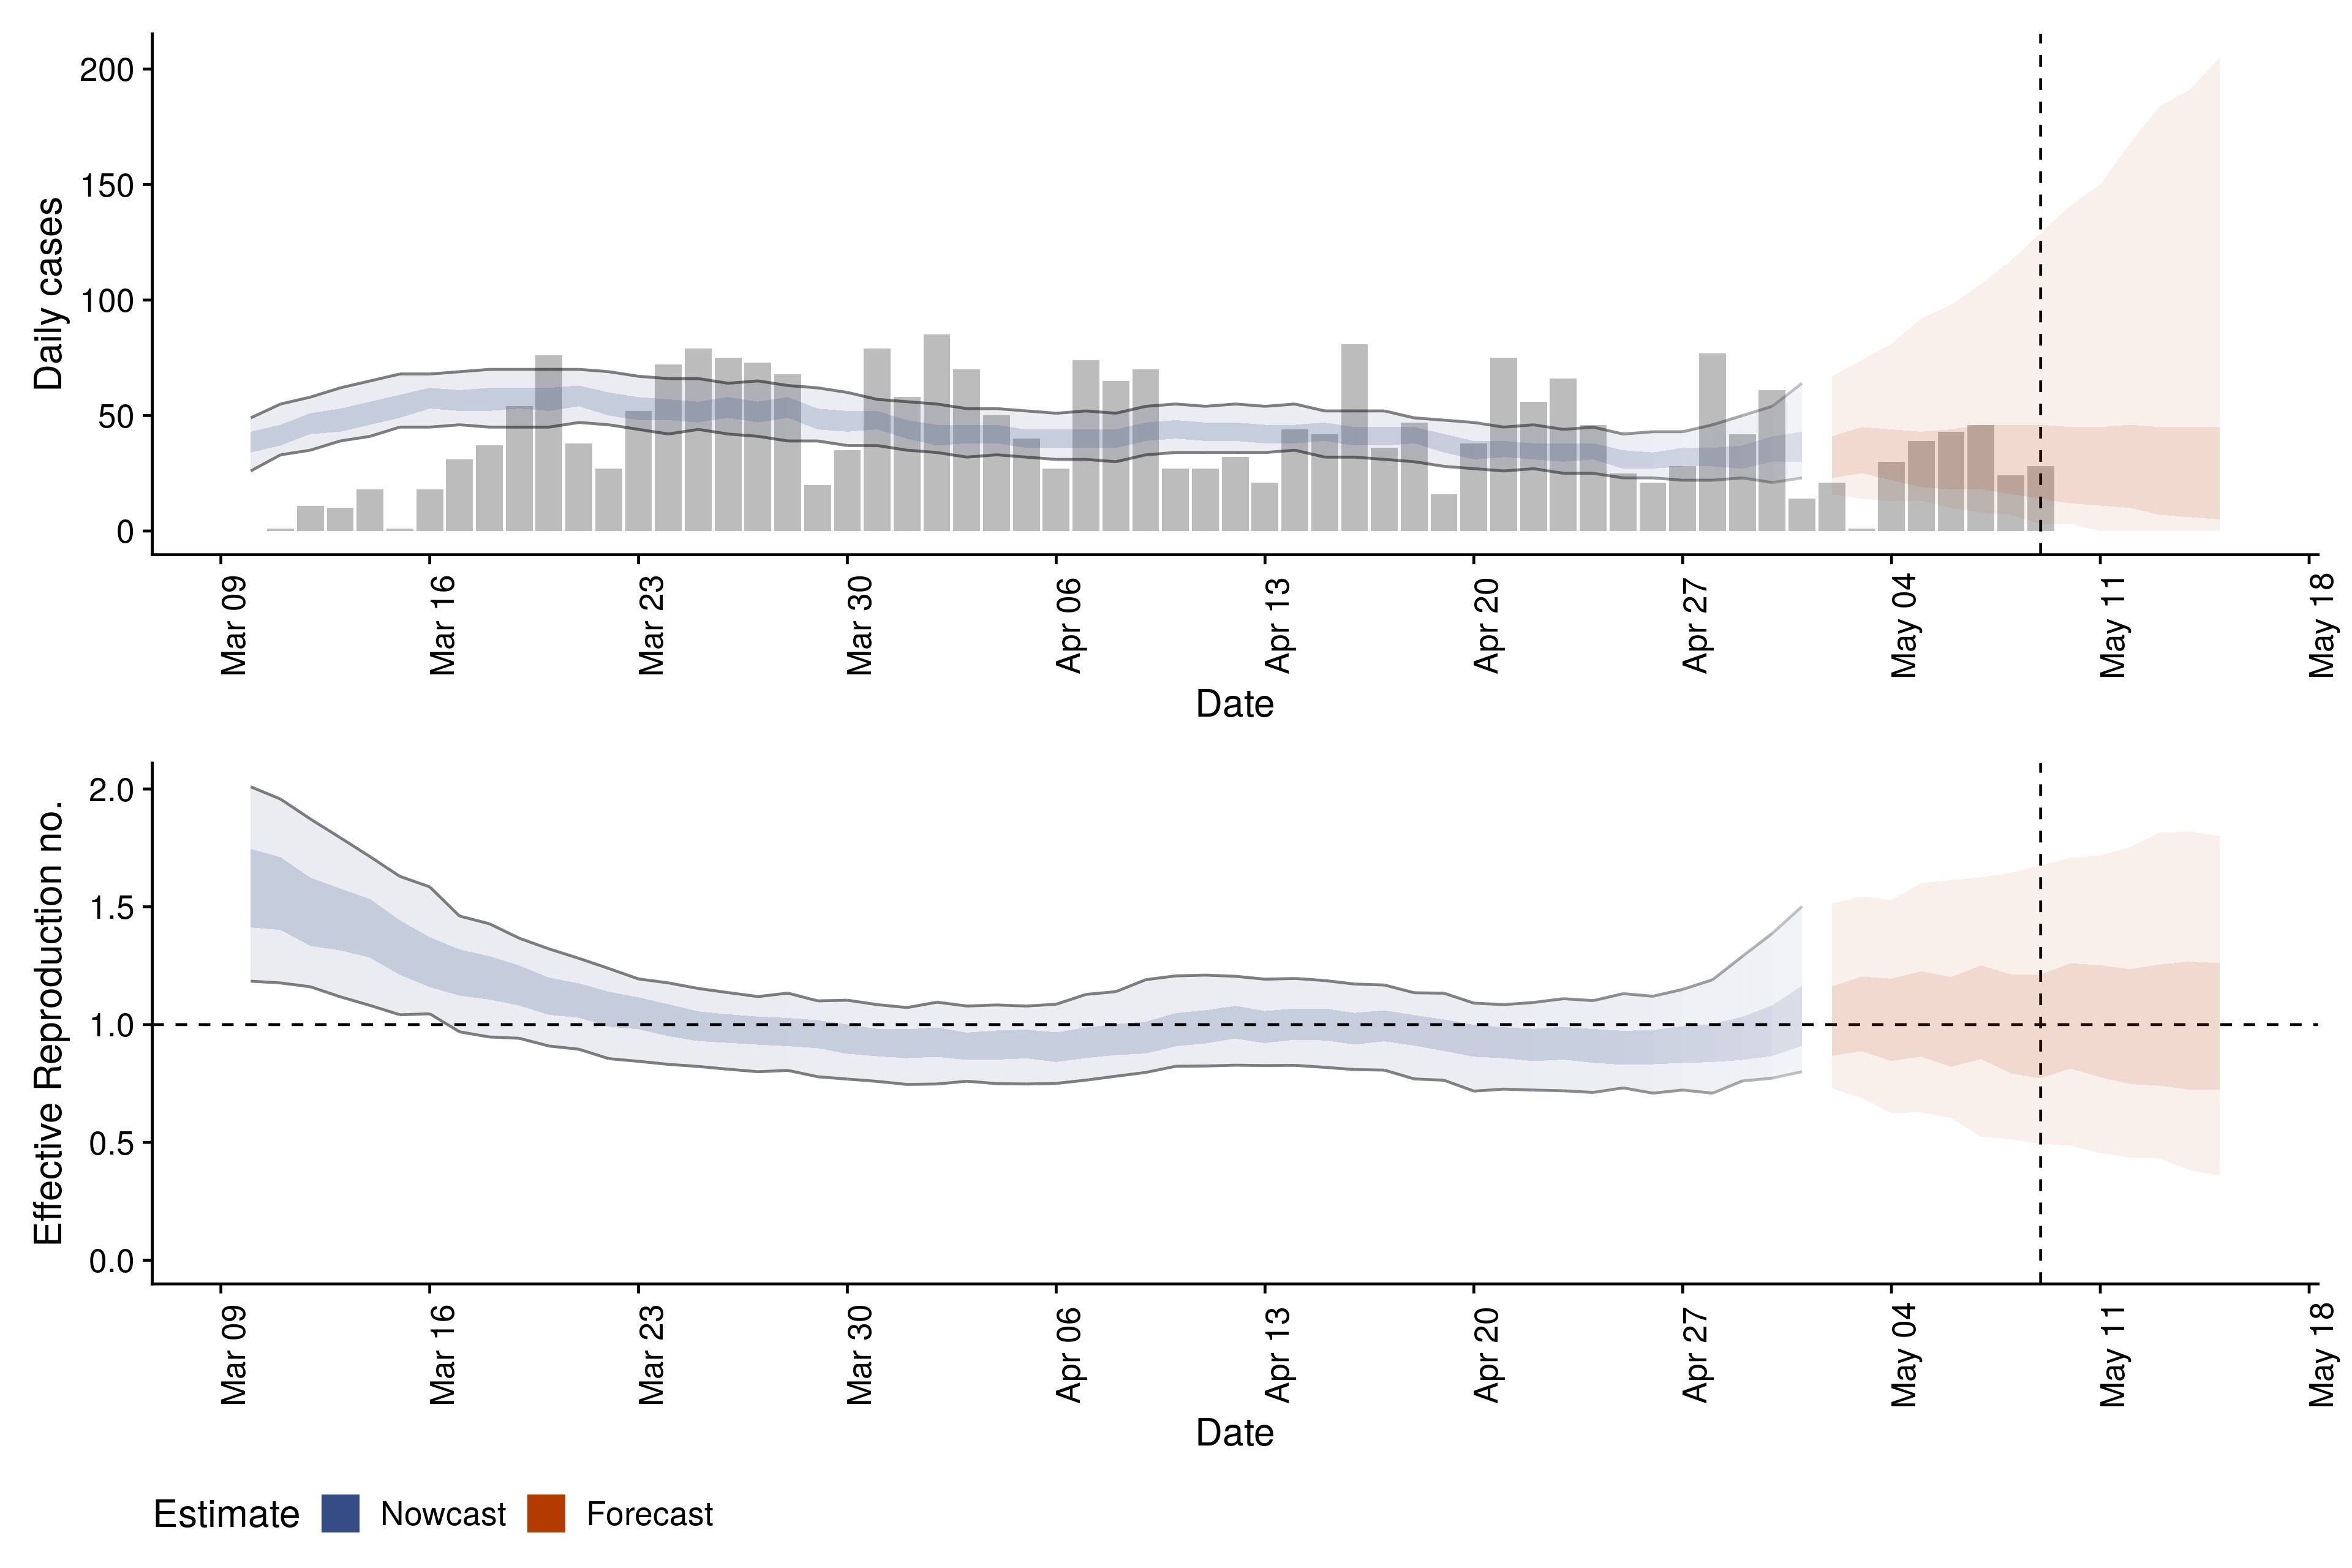 200
150
100
50
0
Daily cases
Mar 09
Mar 16
Mar 23
Mar 30
Apr 06
Apr 13
Apr 20
Apr 27
May 04
May 11
May 18
Date
2.0
1.5
1.0
0.5
0.0
Effective Reproduction no.
Mar 09
Mar 16
Mar 23
Mar 30
Apr 06
Apr 13
Apr 20
Apr 27
May 04
May 11
May 18
Date
Estimate Nowcast Forecast